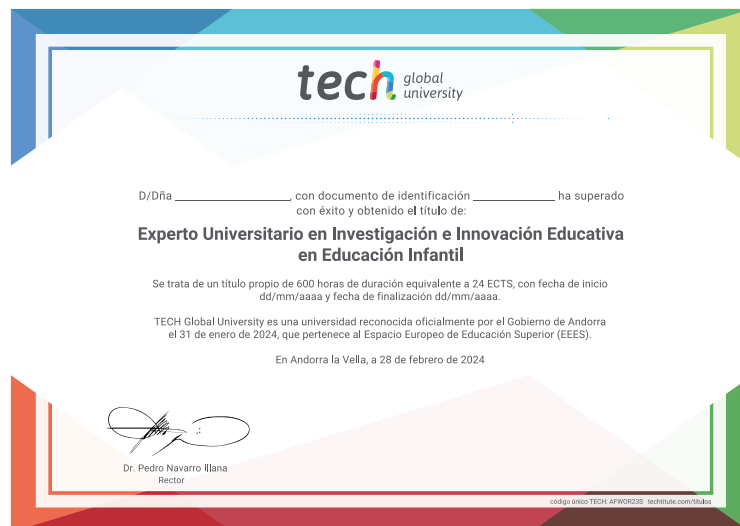 tech global university
D/Dña ____________________, con documento de identificación ______________ ha superado
con éxito y obtenido el título de:
Experto Universitario en Investigación e Innovación Educativa
en Educación Infantil
Se trata de un título propio de 600 horas de duración equivalente a 24 ECTS, con fecha de inicio
dd/mm/aaaa y fecha de finalización dd/mm/aaaa.
TECH Global University es una universidad reconocida oficialmente por el Gobierno de Andorra
el 31 de enero de 2024, que pertenece al Espacio Europeo de Educación Superior (EEES).
En Andorra la Vella, a 28 de febrero de 2024
Dr. Pedro Navarro Illana
Rector
código único TECH: AFWOR23S techtitute.com/titulos